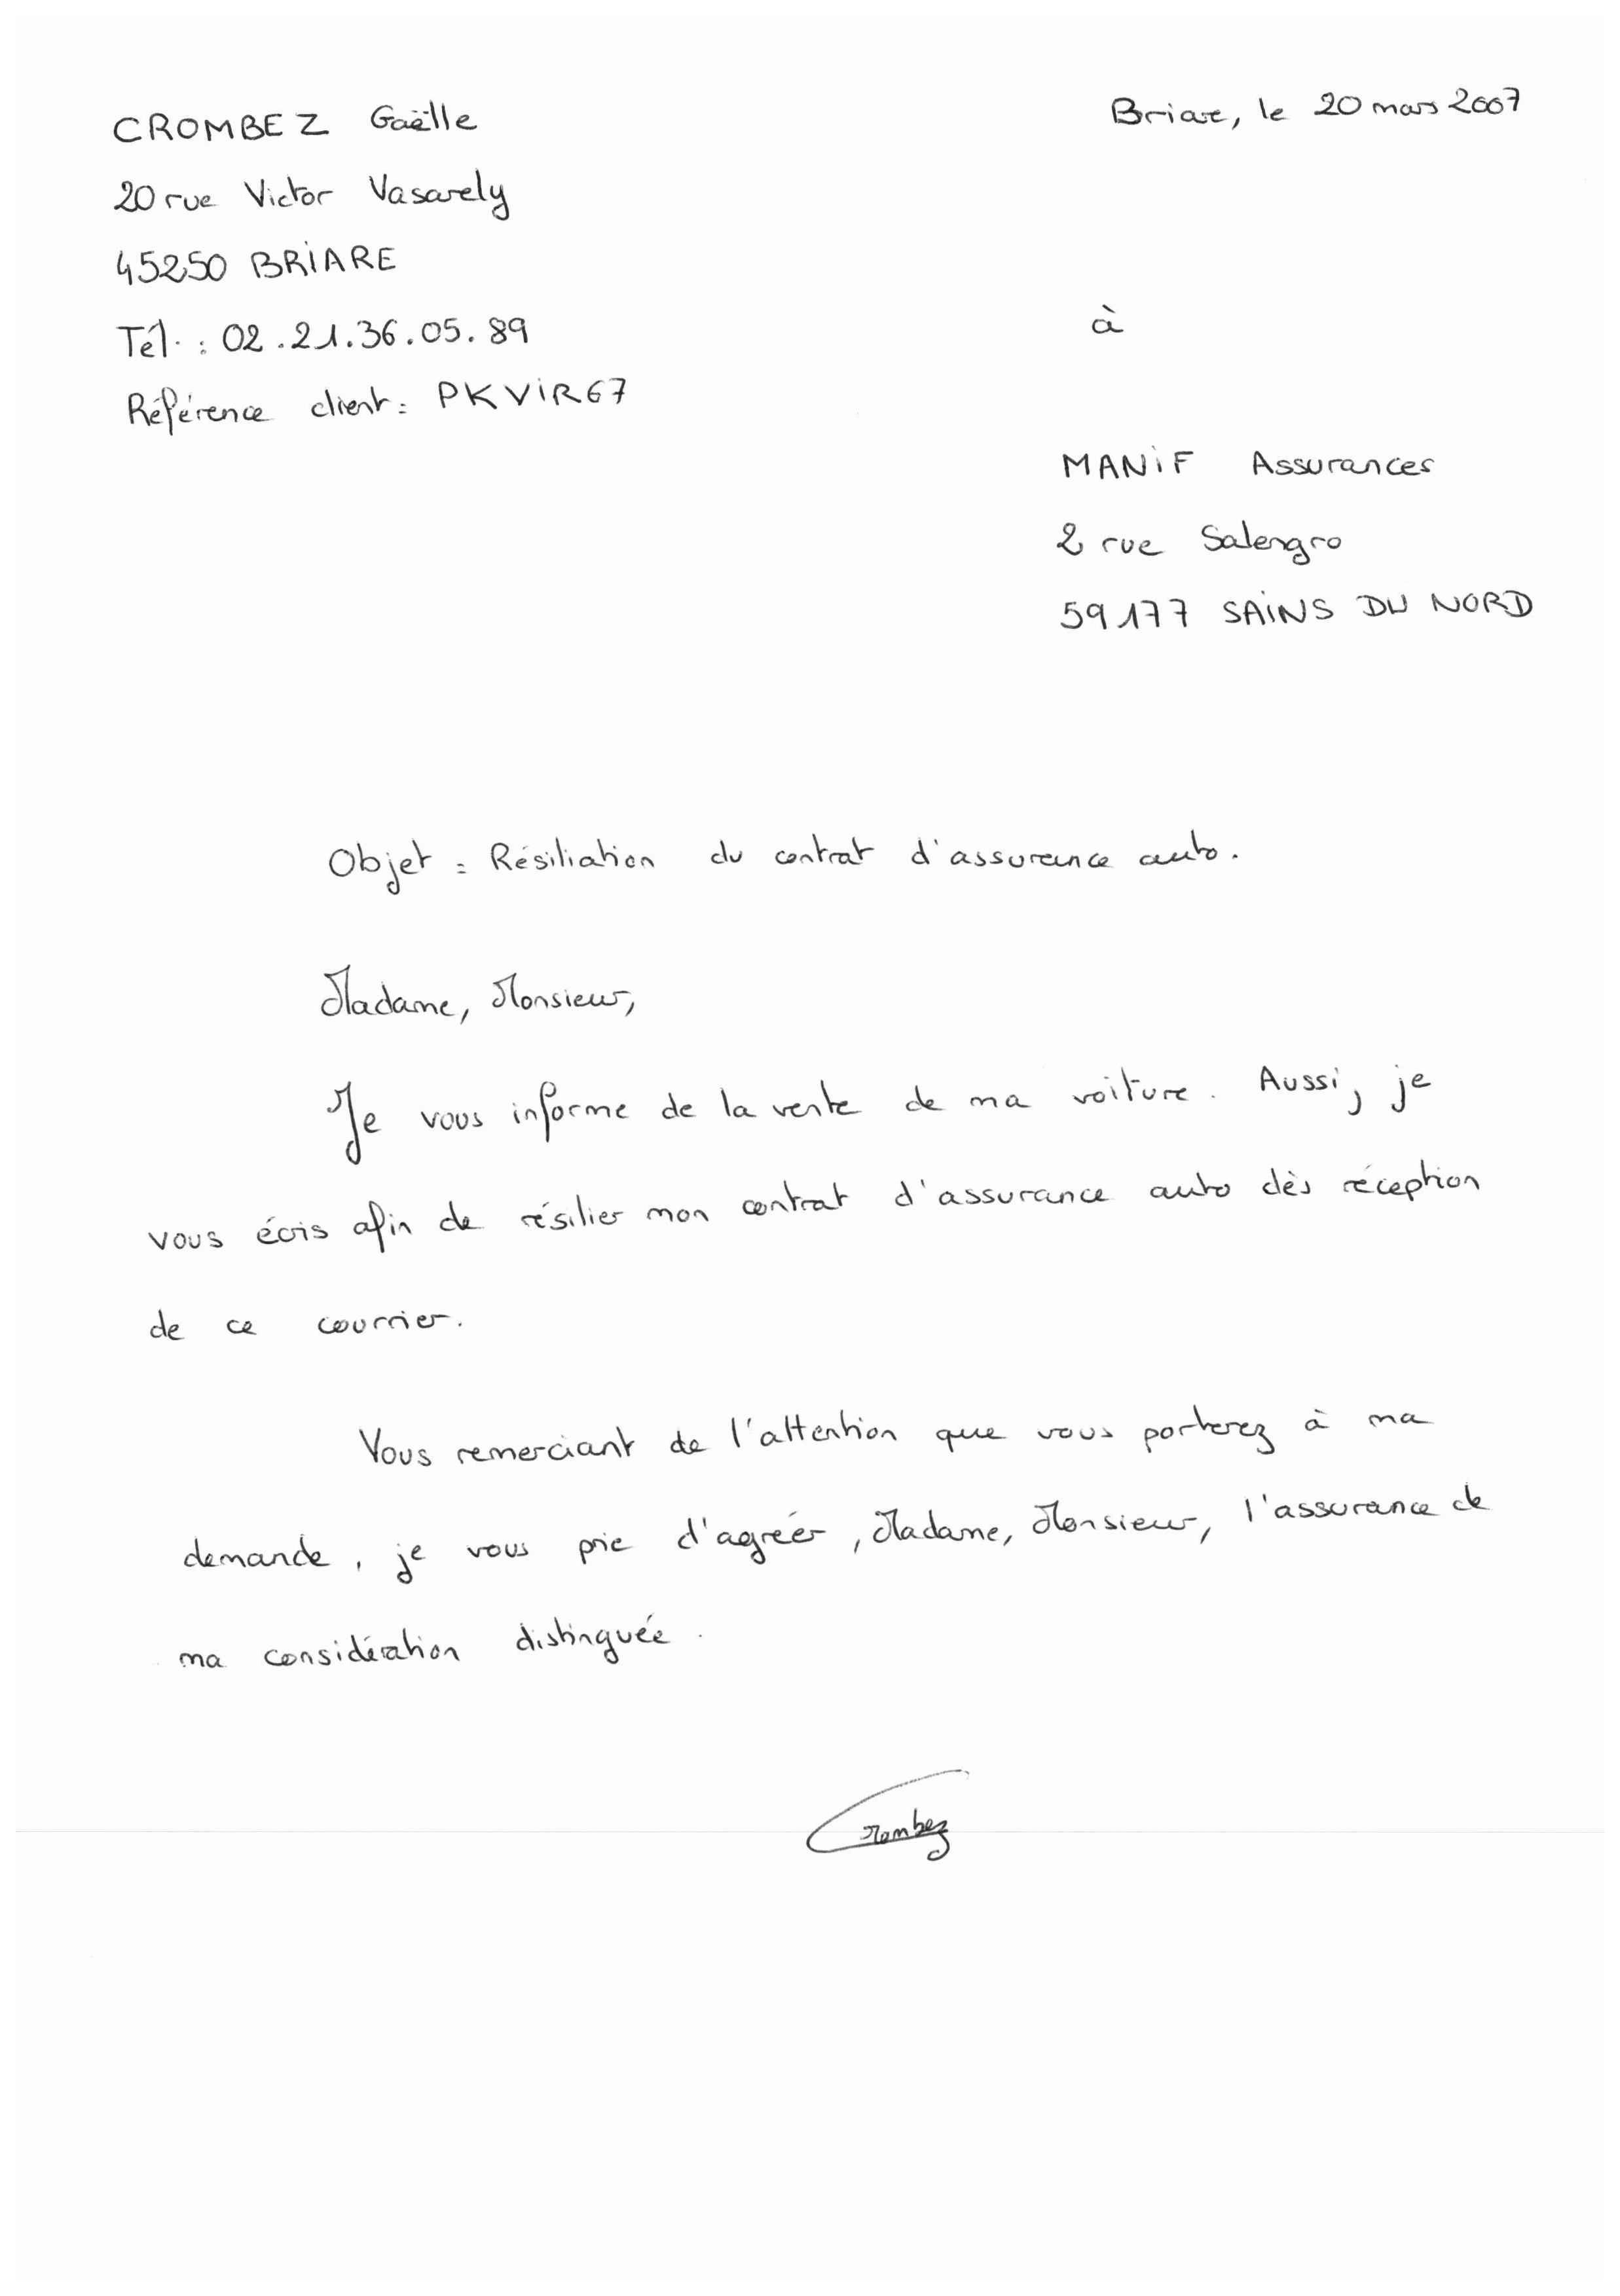 CROMBEZ Gaëlle
20 rue Victor Vasarely
45250 BRIARE
Tél. : 02.21.36.05.89
Référence client : PKVIR67
Briare, le 20 mars 2007
à
MANIF Assurances
2 rue Salengro
59177 SAINS DU NORD
Objet : Résiliation du contrat d'assurance auto.
Madame, Monsieur,
Je vous informe de la vente de ma voiture. Aussi, je
vous écris afin de résilier mon contrat d'assurance auto dès réception
de ce courrier.
Vous remerciant de l'attention que vous porterez à ma
demande, je vous prie d'agréer, Madame, Monsieur, l'assurance de
ma considération distinguée.
Crombez